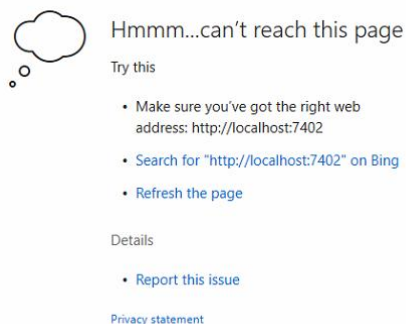 Hmmm...can't reach this page
Try this
• Make sure you've got the right web
address: http://localhost:7402
• Search for "http://localhost:7402" on Bing
• Refresh the page
Details
• Report this issue
Privacy statement